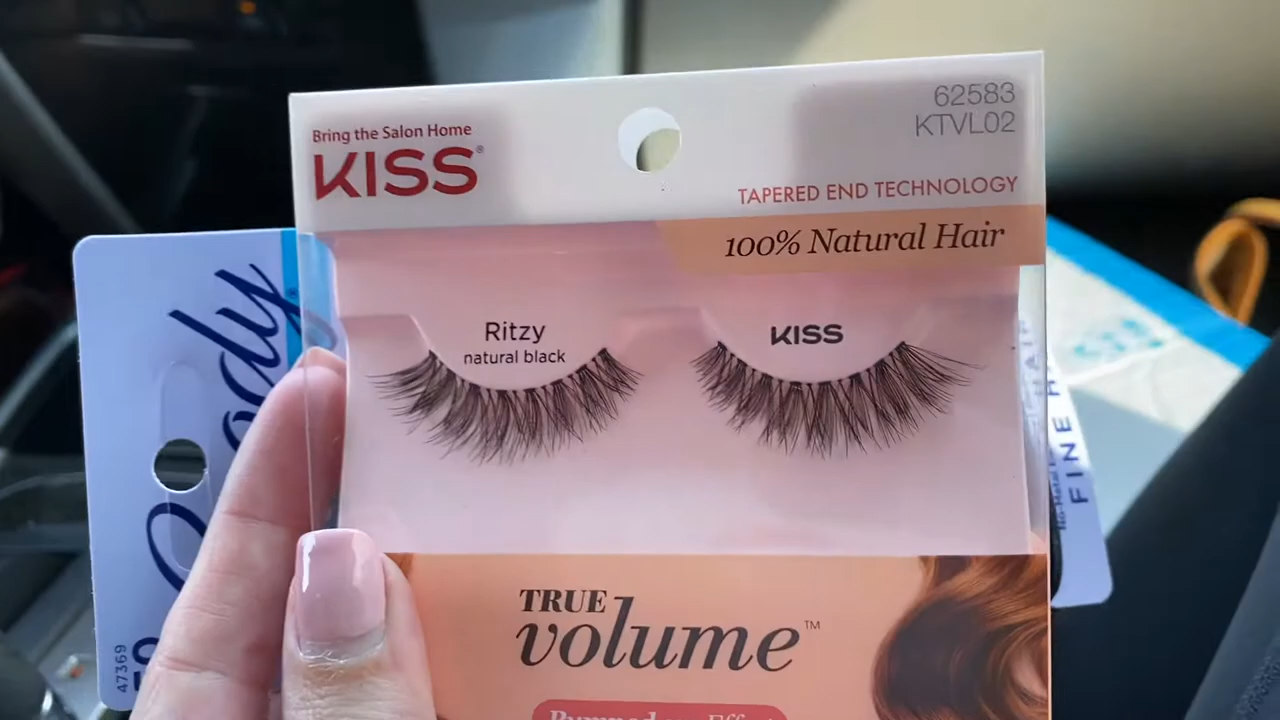 Bring the Salon Home
KISS®
62583
KTVL02
TAPERED END TECHNOLOGY
100% Natural Hair
Ritzy
natural black
KISS
TRUE
volume™
47369
FINE